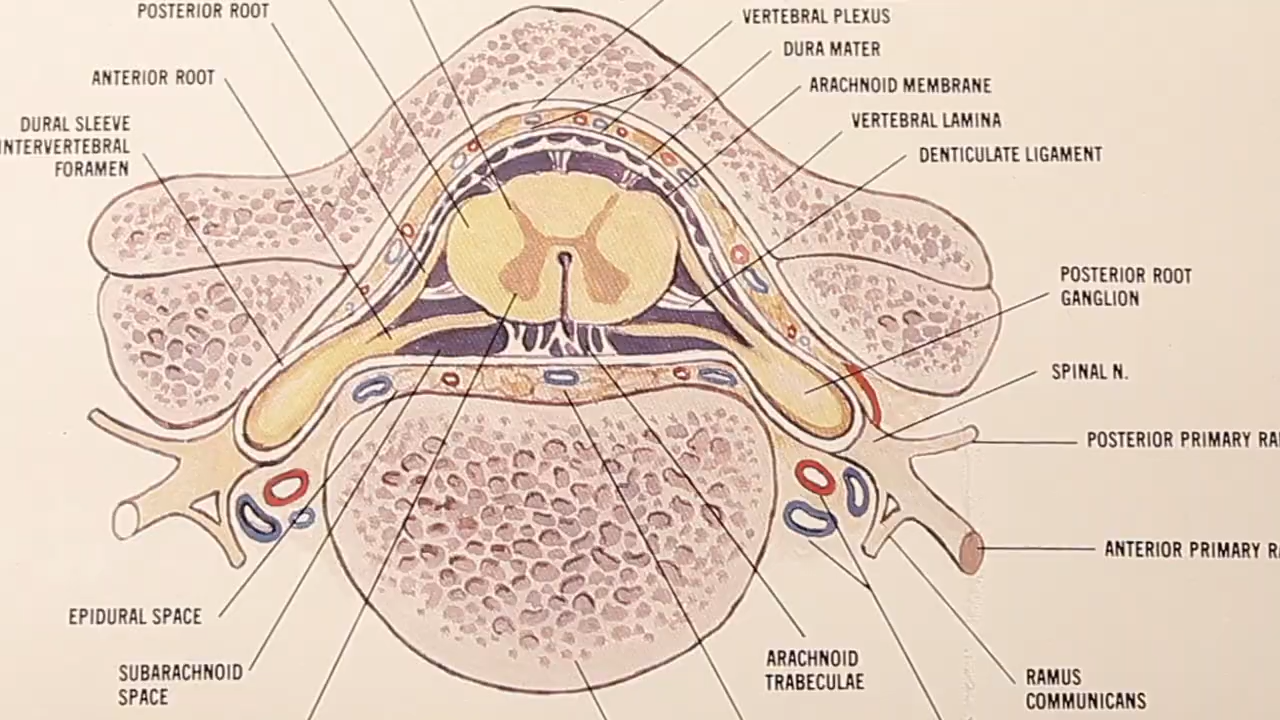 POSTERIOR ROOT
ANTERIOR ROOT
DURAL SLEEVE
INTERVERTEBRAL
FORAMEN
VERTEBRAL PLEXUS
DURA MATER
ARACHNOID MEMBRANE
VERTEBRAL LAMINA
DENTICULATE LIGAMENT
POSTERIOR ROOT
GANGLION
SPINAL N.
POSTERIOR PRIMARY RA
ANTERIOR PRIMARY RA
EPIDURAL SPACE
SUBARACHNOID
SPACE
ARACHNOID
TRABECULAE
RAMUS
COMMUNICANS